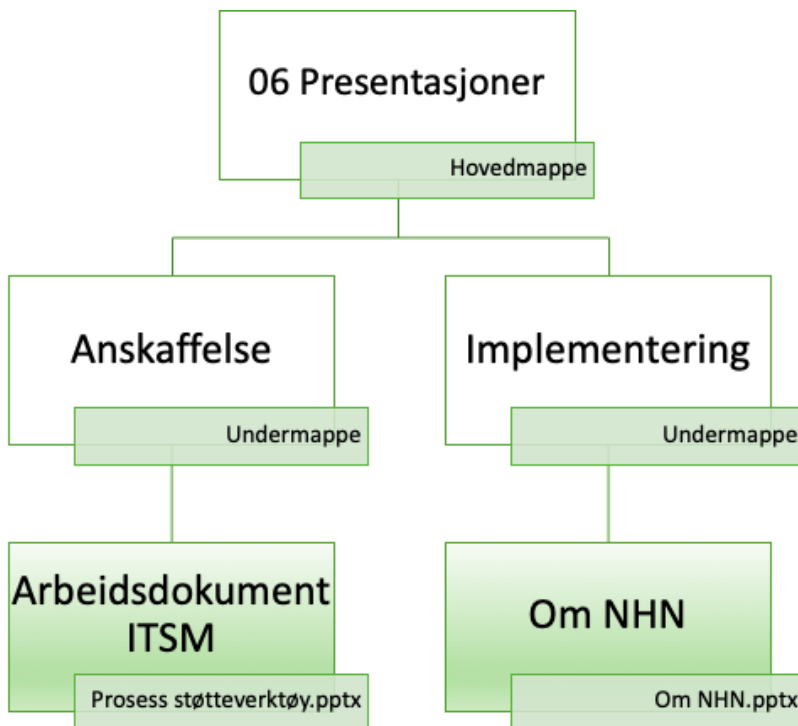 06 Presentasjoner
Hovedmappe
Anskaffelse
Undermappe
Implementering
Undermappe
Arbeidsdokument
ITSM
Prosess støtteverktøy.pptx
Om NHN
Om NHN.pptx